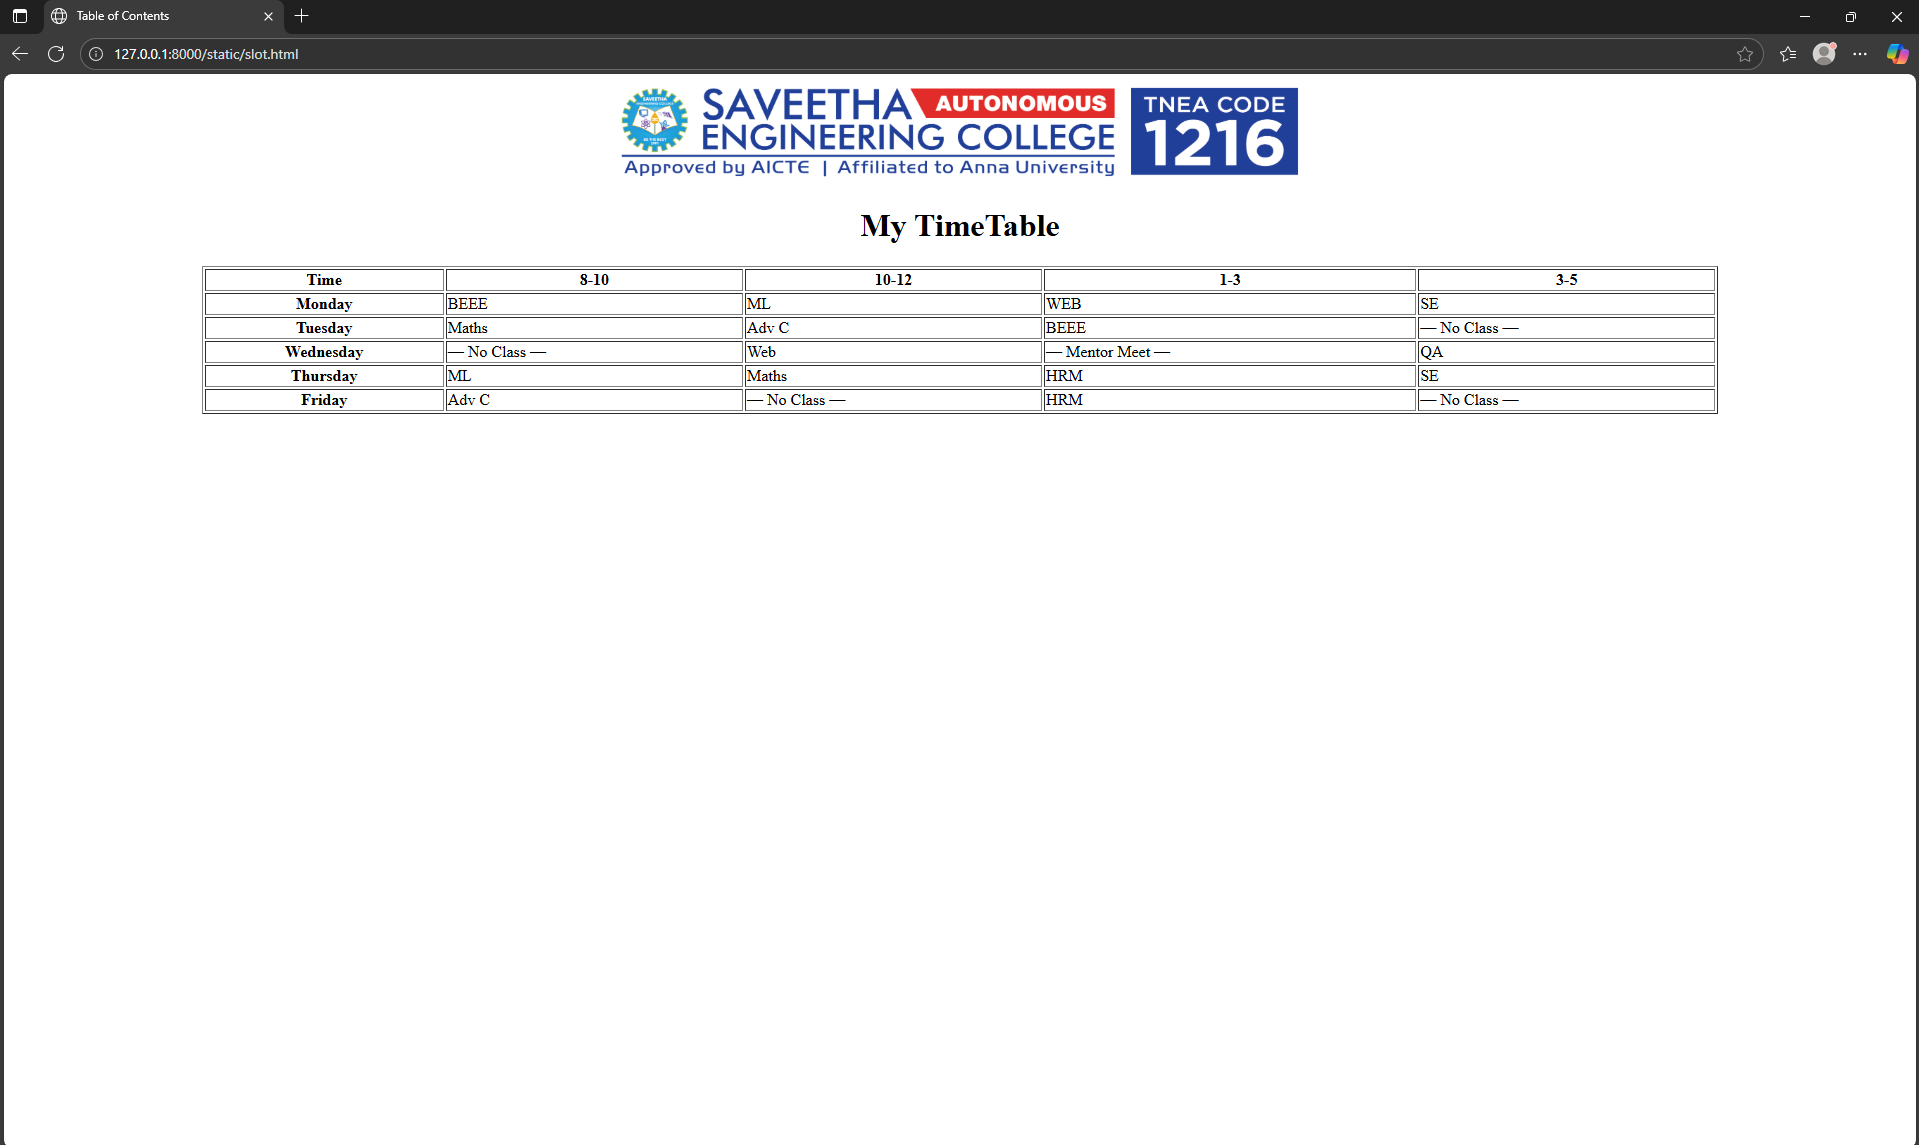 Table of Contents
127.0.0.1:8000/static/slot.html
SAVEETHA AUTONOMOUS
ENGINEERING COLLEGE
Approved by AICTE | Affiliated to Anna University
TNEA CODE
1216
My TimeTable
Time 8-10 10-12 1-3 3-5
Monday BEEE ML WEB SE
Tuesday Maths Adv C BEEE — No Class —
Wednesday — No Class — Web — Mentor Meet — QA
Thursday ML Maths HRM SE
Friday Adv C — No Class — HRM — No Class —